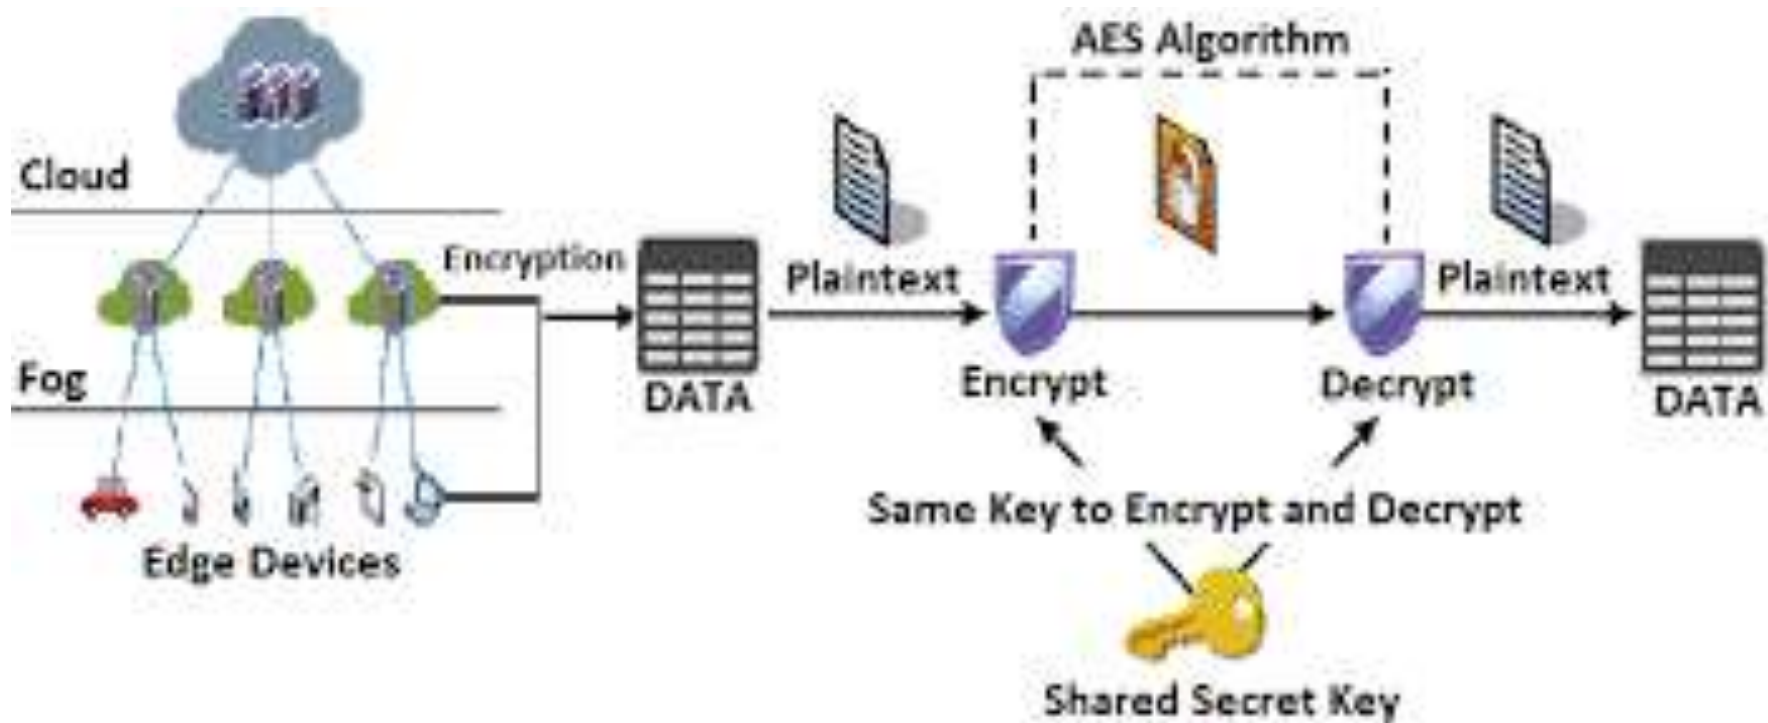 AES Algorithm
Cloud
Encryption
Plaintext
Plaintext
Fog
DATA
Encrypt
Decrypt
DATA
Same Key to Encrypt and Decrypt
Edge Devices
Shared Secret Key